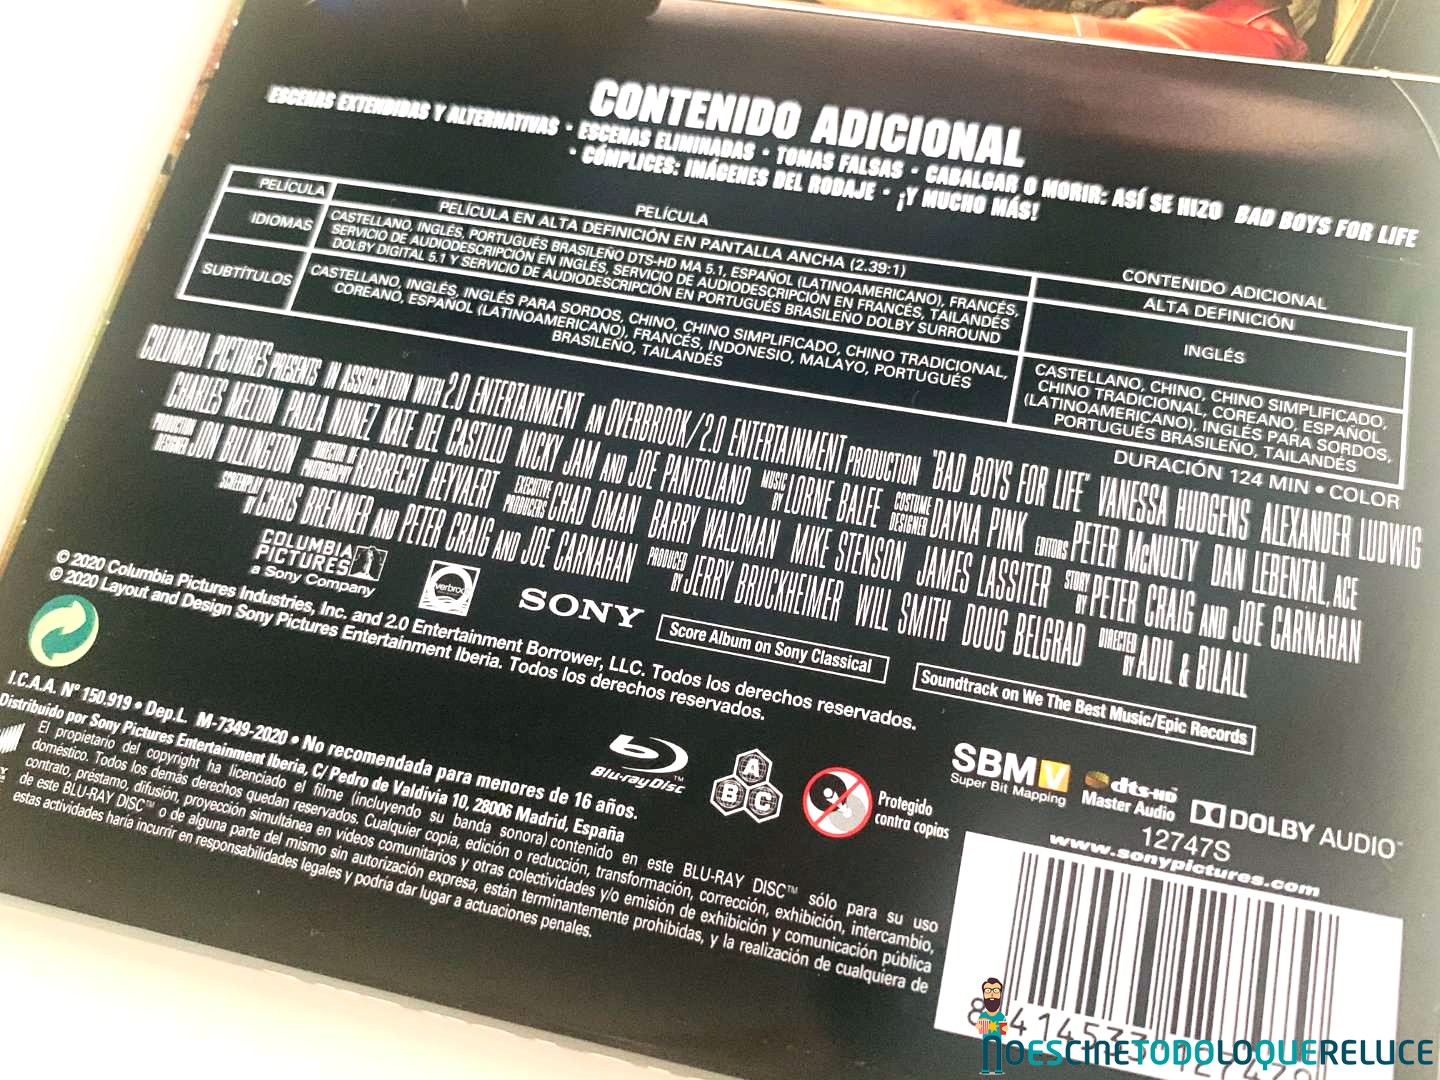 CONTENIDO ADICIONAL
ESCENAS EXTENDIDAS Y ALTERNATIVAS • ESCENAS ELIMINADAS • TOMAS FALSAS • CABALGAR O MORIR: ASÍ SE HIZO BAD BOYS FOR LIFE
• CÓMPLICES: IMÁGENES DEL RODAJE • ¡Y MUCHO MÁS!
PELÍCULA
CONTENIDO ADICIONAL
PELÍCULA
PELÍCULA EN ALTA DEFINICIÓN EN PANTALLA ANCHA (2.39:1)
ALTA DEFINICIÓN
IDIOMAS
CASTELLANO, INGLÉS, PORTUGUÉS BRASILEÑO DTS-HD MA 5.1, ESPAÑOL (LATINOAMERICANO), FRANCÉS,
SERVICIO DE AUDIODESCRIPCIÓN EN INGLÉS, SERVICIO DE AUDIODESCRIPCIÓN EN FRANCÉS, TAILANDÉS
DOLBY DIGITAL 5.1 Y SERVICIO DE AUDIODESCRIPCIÓN EN PORTUGUÉS BRASILEÑO DOLBY SURROUND
INGLÉS
SUBTÍTULOS
CASTELLANO, INGLÉS, INGLÉS PARA SORDOS, CHINO, CHINO SIMPLIFICADO, CHINO TRADICIONAL,
COREANO, ESPAÑOL (LATINOAMERICANO), FRANCÉS, INDONESIO, MALAYO, PORTUGUÉS
BRASILEÑO, TAILANDÉS
CASTELLANO, CHINO, CHINO SIMPLIFICADO,
CHINO TRADICIONAL, COREANO, ESPAÑOL
(LATINOAMERICANO), INGLÉS PARA SORDOS,
PORTUGUÉS BRASILEÑO, TAILANDÉS
DURACIÓN 124 MIN • COLOR
COLUMBIA PICTURES PRESENTS IN ASSOCIATION WITH 2.0 ENTERTAINMENT AN OVERBROOK/2.0 ENTERTAINMENT PRODUCTION "BAD BOYS FOR LIFE" VANESSA HUDGENS ALEXANDER LUDWIG
CHARLES MELTON PAOLA NUNEZ KATE DEL CASTILLO NICKY JAM AND JOE PANTOLIANO MUSIC BY LORNE BALFE COSTUME DESIGNER DAYNA PINK EDITORS PETER McNULTY DAN LEBENTAL, ACE
PRODUCTION DESIGNER JON BILLINGTON DIRECTOR OF PHOTOGRAPHY ROBRECHT HEYVAERT EXECUTIVE PRODUCERS CHAD OMAN BARRY WALDMAN MIKE STENSON JAMES LASSITER STORY BY PETER CRAIG AND JOE CARNAHAN
SCREENPLAY BY CHRIS BREMNER AND PETER CRAIG AND JOE CARNAHAN PRODUCED BY JERRY BRUCKHEIMER WILL SMITH DOUG BELGRAD DIRECTED BY ADIL & BILALL
COLUMBIA
PICTURES
a Sony Company
overbrook
SONY
Score Album on Sony Classical
Soundtrack on We The Best Music/Epic Records
© 2020 Columbia Pictures Industries, Inc. and 2.0 Entertainment Borrower, LLC. Todos los derechos reservados.
© 2020 Layout and Design Sony Pictures Entertainment Iberia. Todos los derechos reservados.
I.C.A.A. Nº 150.919 • Dep.L M-7349-2020 • No recomendada para menores de 16 años.
Distribuido por Sony Pictures Entertainment Iberia, C/ Pedro de Valdivia 10, 28006 Madrid, España
El propietario del copyright ha licenciado el filme (incluyendo su banda sonora) contenido en este BLU-RAY DISC™ sólo para su uso
doméstico. Todos los demás derechos quedan reservados. Cualquier copia, edición o reducción, transformación, corrección, exhibición, intercambio,
contrato, préstamo, difusión, proyección simultánea en vídeos comunitarios y otras colectividades y/o emisión de exhibición y comunicación pública
de este BLU-RAY DISC™ o de alguna parte del mismo sin autorización expresa, están terminantemente prohibidas, y la realización de cualquiera de
estas actividades haría incurrir en responsabilidades legales y podría dar lugar a actuaciones penales.
Blu-ray Disc™
A
B C
Protegido
contra copias
SBMV
Super Bit Mapping
dts-HD
Master Audio
DOLBY AUDIO™
12747S
www.sonypictures.com
8 414533 127470
NOESCINETODOLOQUERELUCE